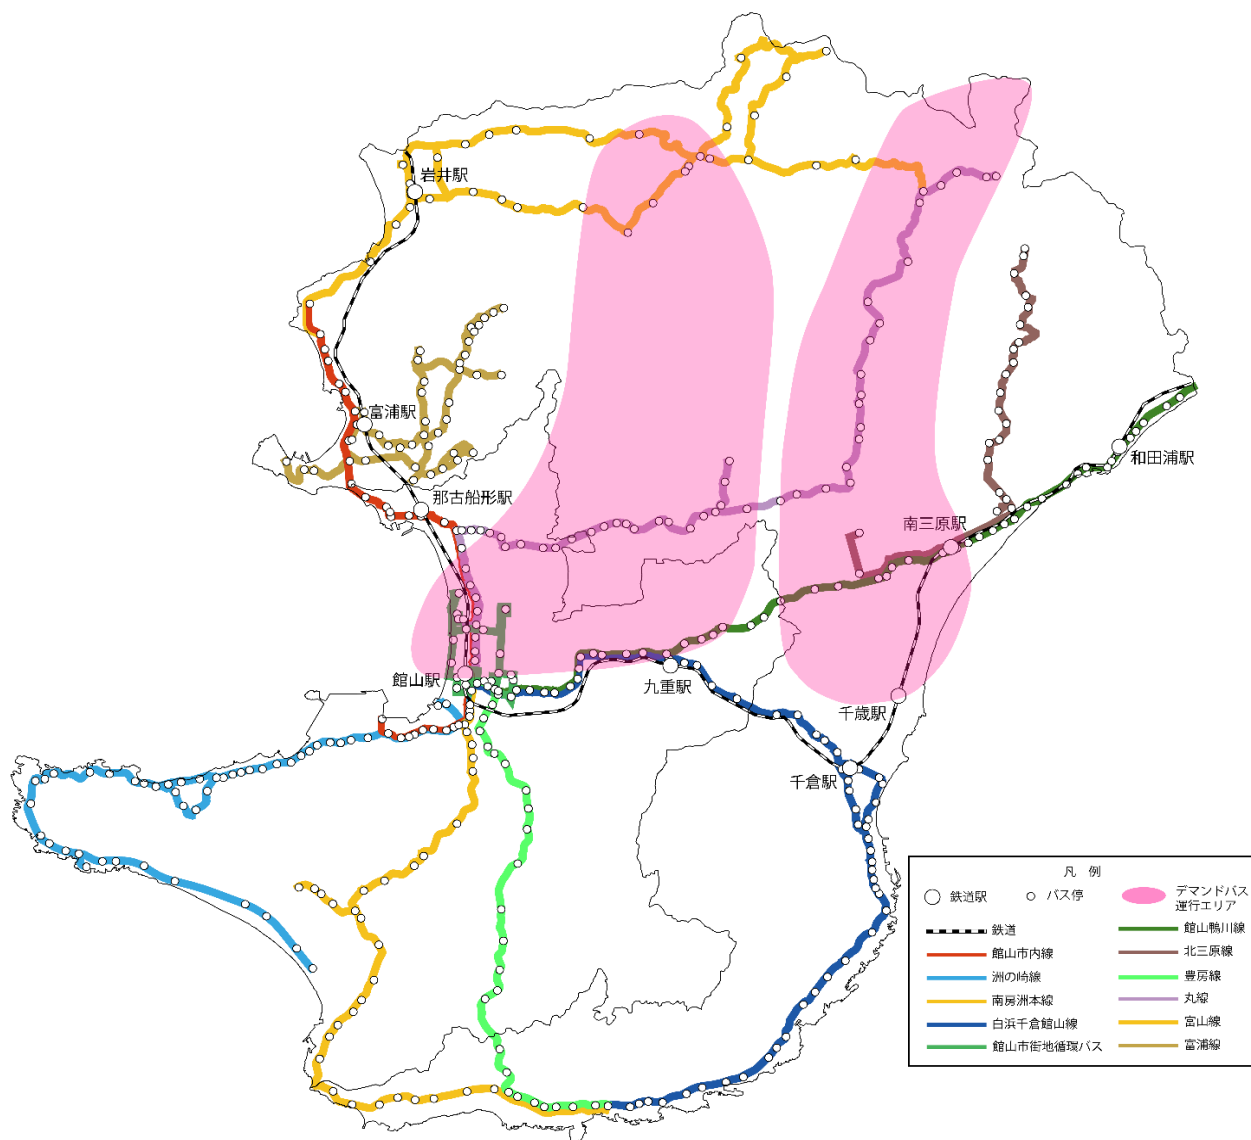 岩井駅
富浦駅
那古船形駅
和田浦駅
南三原駅
館山駅
九重駅
千歳駅
千倉駅
凡 例
鉄道駅
バス停
デマンドバス
運行エリア
鉄道
館山市内線
洲の崎線
南房洲本線
白浜千倉館山線
館山市街地循環バス
館山鴨川線
北三原線
豊房線
丸線
富山線
富浦線